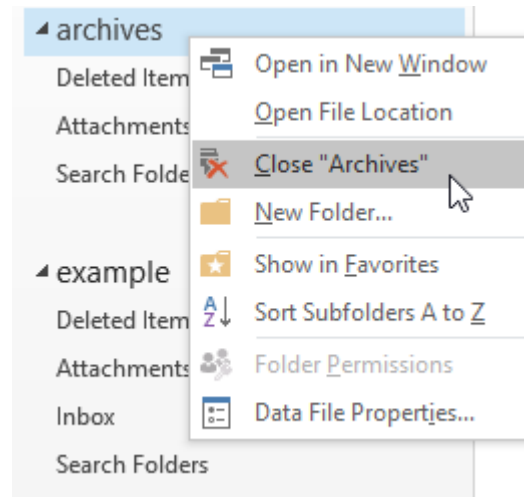 archives
Deleted Item
Attachments
Search Folde
Open in New Window
Open File Location
Close "Archives"
New Folder...
Show in Favorites
Sort Subfolders A to Z
Folder Permissions
Data File Properties...
example
Deleted Item
Attachments
Inbox
Search Folders